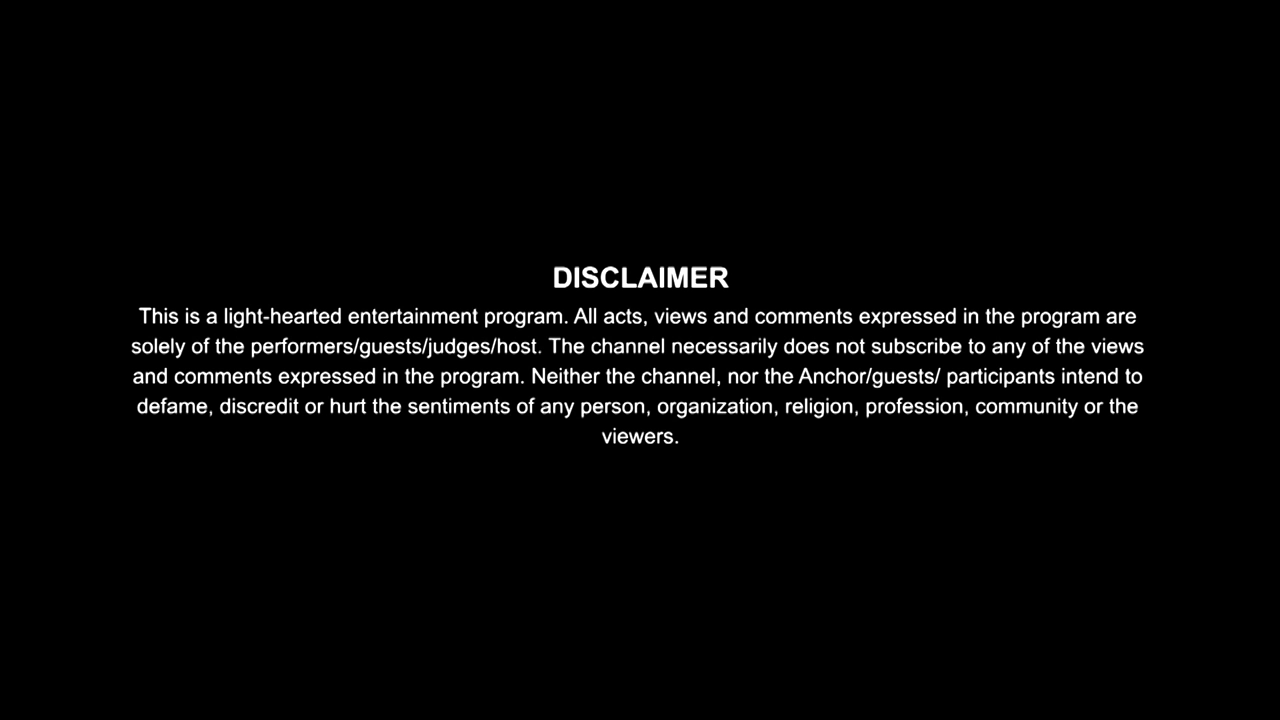 DISCLAIMER
This is a light-hearted entertainment program. All acts, views and comments expressed in the program are
solely of the performers/guests/judges/host. The channel necessarily does not subscribe to any of the views
and comments expressed in the program. Neither the channel, nor the Anchor/guests/ participants intend to
defame, discredit or hurt the sentiments of any person, organization, religion, profession, community or the
viewers.